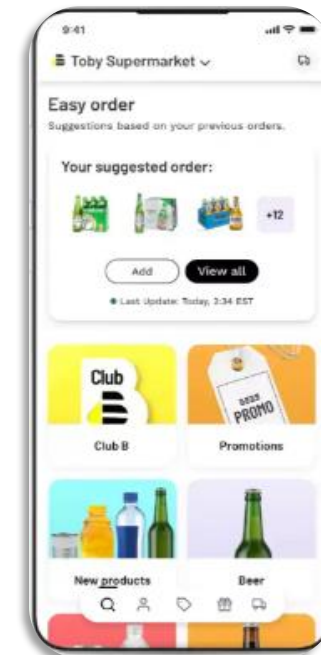 9:41
Toby Supermarket
Easy order
Suggestions based on your previous orders.
Your suggested order:
+12
Add
View all
Last Update: Today, 2:34 EST
Club
B
PROMO
Club B
Promotions
New products
Beer